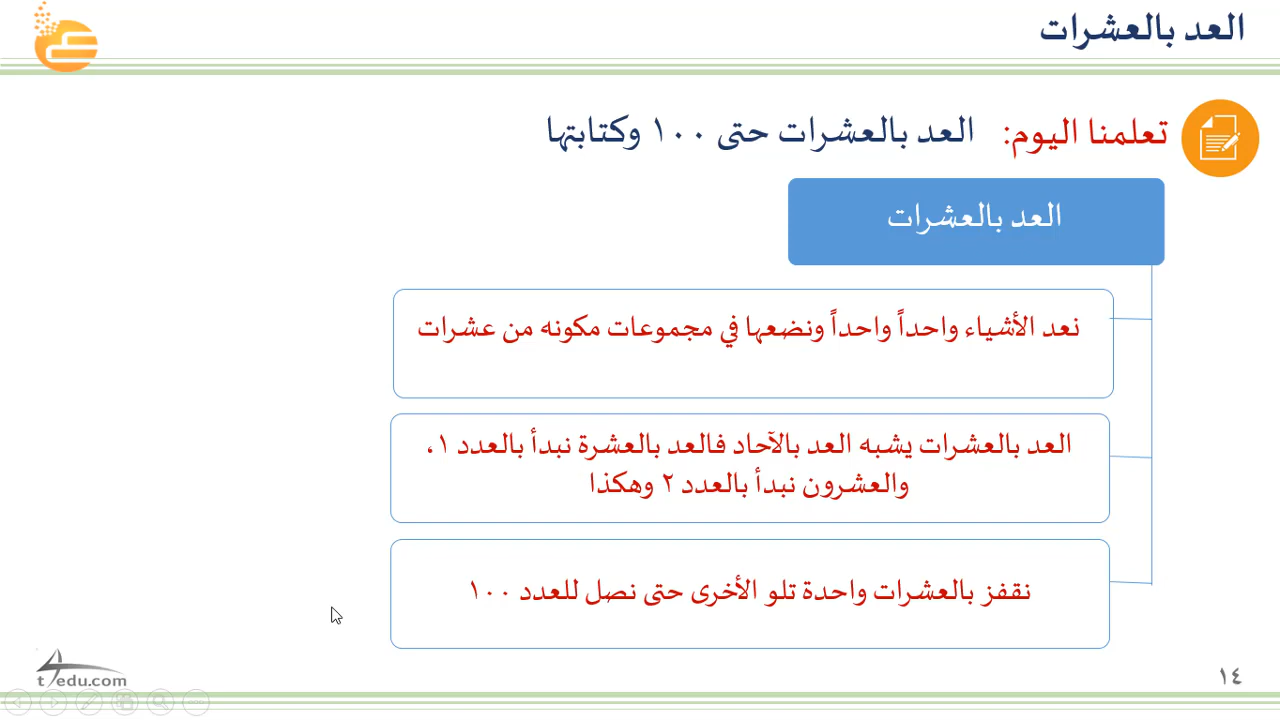 العد بالعشرات
تعلمنا اليوم: العد بالعشرات حتى ١٠٠ وكتابتها
العد بالعشرات
نعد الأشياء واحداً واحداً ونضعها في مجموعات مكونه من عشرات
العد بالعشرات يشبه العد بالآحاد فالعد بالعشرة نبدأ بالعدد ١،
والعشرون نبدأ بالعدد ٢ وهكذا
نقفز بالعشرات واحدة تلو الأخرى حتى نصل للعدد ١٠٠
t4edu.com
١٤